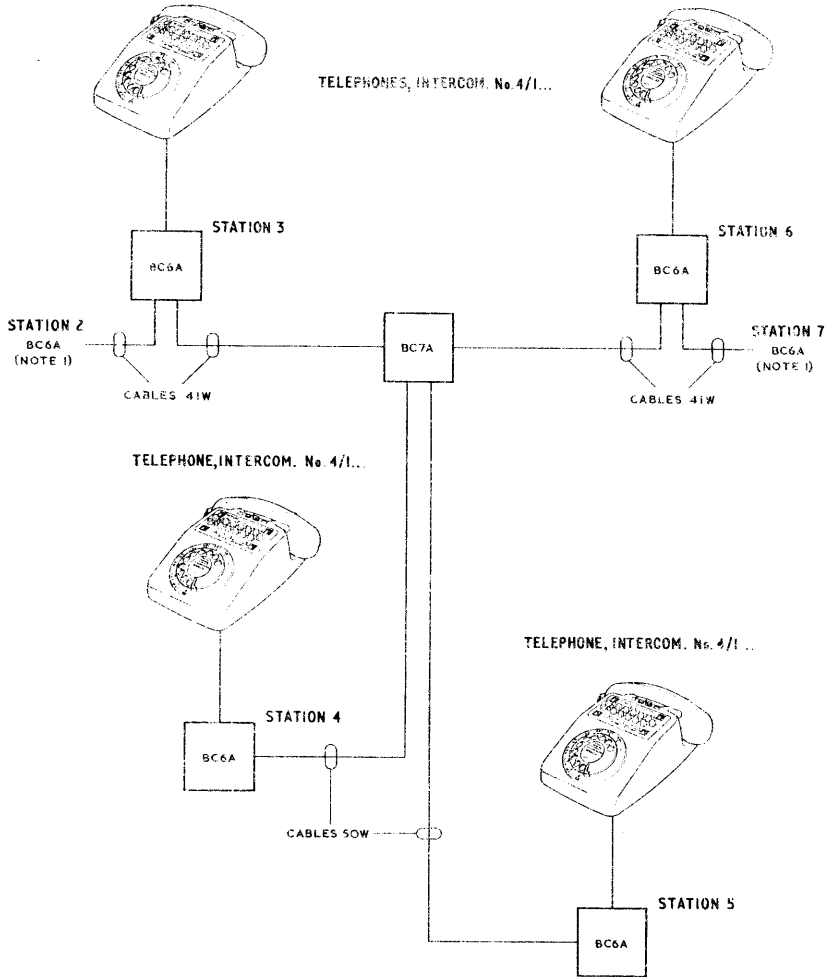 TELEPHONES, INTERCOM. No. 4/1...
STATION 3
BC6A
STATION 6
BC6A
STATION 2
BC6A
(NOTE 1)
BC7A
STATION 7
BC6A
(NOTE 1)
CABLES 41W
CABLES 41W
TELEPHONE, INTERCOM. No. 4/1...
STATION 4
BC6A
TELEPHONE, INTERCOM. No. 4/1...
CABLES 50W
STATION 5
BC6A